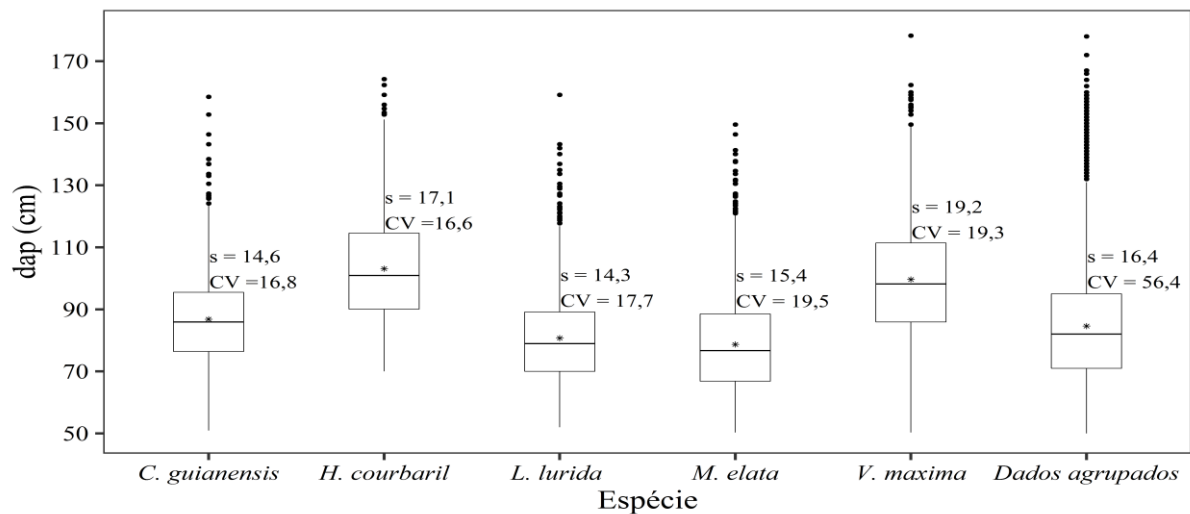 dap (cm)
170
150
130
110
90
70
50
s = 14,6
CV =16,8
s = 17,1
CV =16,6
s = 14,3
CV = 17,7
s = 15,4
CV = 19,5
s = 19,2
CV = 19,3
s = 16,4
CV = 56,4
C. guianensis
H. courbaril
L. lurida
M. elata
V. maxima
Dados agrupados
Espécie